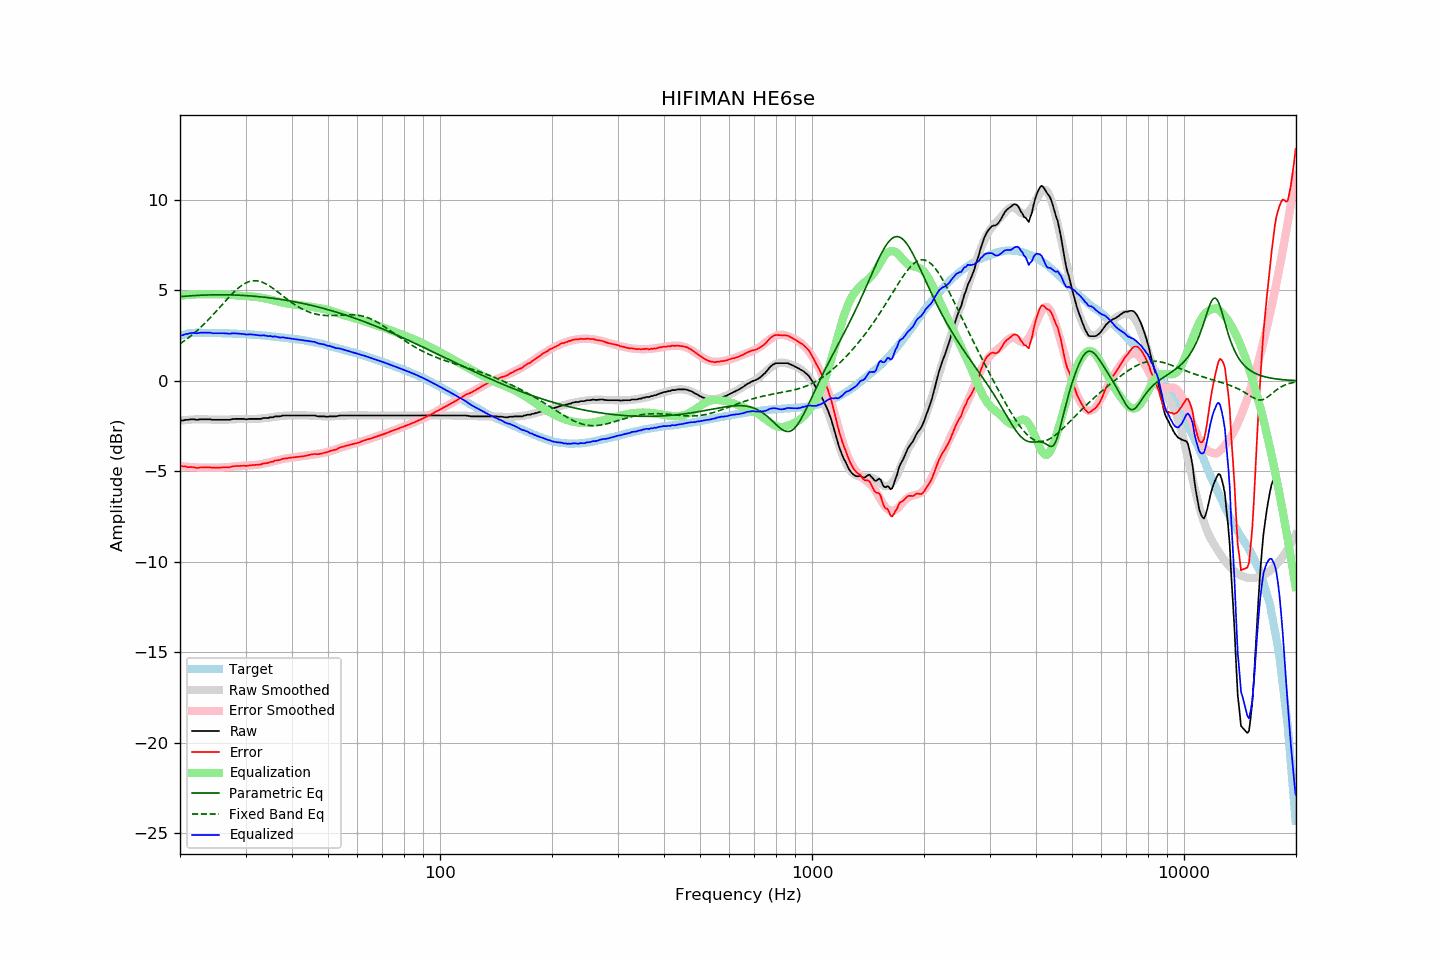 HIFIMAN HE6se
Amplitude (dBr)
10
5
0
−5
−10
−15
−20
−25
Target
Raw Smoothed
Error Smoothed
Raw
Error
Equalization
Parametric Eq
Fixed Band Eq
Equalized
100
1000
10000
Frequency (Hz)